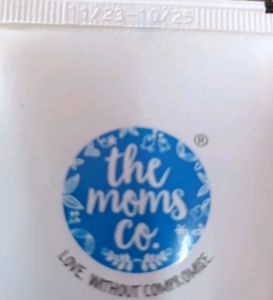 11/23-10/25
the
moms
co.
®
LOVE. WITHOUT COMPROMISE.